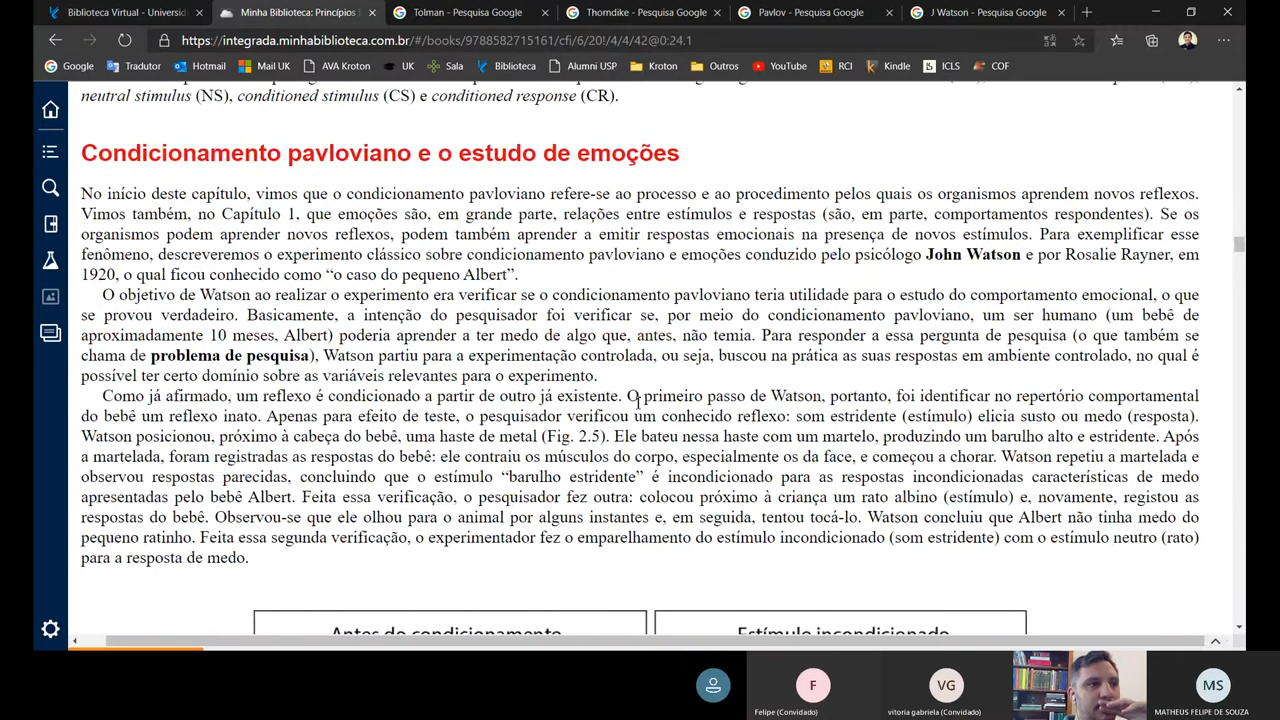 Biblioteca Virtual - Universid
Minha Biblioteca: Princípios
Tolman - Pesquisa Google
Thorndike - Pesquisa Google
Pavlov - Pesquisa Google
J Watson - Pesquisa Google
https://integrada.minhabiblioteca.com.br/#/books/9788582715161/cfi/6/20!/4/4/42@0:24.1
Google Tradutor Hotmail Mail UK AVA Kroton UK Sala Biblioteca Alumni USP Kroton Outros YouTube RCI Kindle ICLS COF
neutral stimulus (NS), conditioned stimulus (CS) e conditioned response (CR).
Condicionamento pavloviano e o estudo de emoções
No início deste capítulo, vimos que o condicionamento pavloviano refere-se ao processo e ao procedimento pelos quais os organismos aprendem novos reflexos.
Vimos também, no Capítulo 1, que emoções são, em grande parte, relações entre estímulos e respostas (são, em parte, comportamentos respondentes). Se os
organismos podem aprender novos reflexos, podem também aprender a emitir respostas emocionais na presença de novos estímulos. Para exemplificar esse
fenômeno, descreveremos o experimento clássico sobre condicionamento pavloviano e emoções conduzido pelo psicólogo John Watson e por Rosalie Rayner, em
1920, o qual ficou conhecido como “o caso do pequeno Albert”.
O objetivo de Watson ao realizar o experimento era verificar se o condicionamento pavloviano teria utilidade para o estudo do comportamento emocional, o que
se provou verdadeiro. Basicamente, a intenção do pesquisador foi verificar se, por meio do condicionamento pavloviano, um ser humano (um bebê de
aproximadamente 10 meses, Albert) poderia aprender a ter medo de algo que, antes, não temia. Para responder a essa pergunta de pesquisa (o que também se
chama de problema de pesquisa), Watson partiu para a experimentação controlada, ou seja, buscou na prática as suas respostas em ambiente controlado, no qual é
possível ter certo domínio sobre as variáveis relevantes para o experimento.
Como já afirmado, um reflexo é condicionado a partir de outro já existente. O primeiro passo de Watson, portanto, foi identificar no repertório comportamental
do bebê um reflexo inato. Apenas para efeito de teste, o pesquisador verificou um conhecido reflexo: som estridente (estímulo) elicia susto ou medo (resposta).
Watson posicionou, próximo à cabeça do bebê, uma haste de metal (Fig. 2.5). Ele bateu nessa haste com um martelo, produzindo um barulho alto e estridente. Após
a martelada, foram registradas as respostas do bebê: ele contraiu os músculos do corpo, especialmente os da face, e começou a chorar. Watson repetiu a martelada e
observou respostas parecidas, concluindo que o estímulo “barulho estridente” é incondicionado para as respostas incondicionadas características de medo
apresentadas pelo bebê Albert. Feita essa verificação, o pesquisador fez outra: colocou próximo à criança um rato albino (estímulo) e, novamente, registou as
respostas do bebê. Observou-se que ele olhou para o animal por alguns instantes e, em seguida, tentou tocá-lo. Watson concluiu que Albert não tinha medo do
pequeno ratinho. Feita essa segunda verificação, o experimentador fez o emparelhamento do estímulo incondicionado (som estridente) com o estímulo neutro (rato)
para a resposta de medo.
Antes do condicionamento
Estímulo incondicionado
F
VG
MS
Felipe (Convidado)
vitoria gabriela (Convidado)
MATHEUS FELIPE DE SOUZA